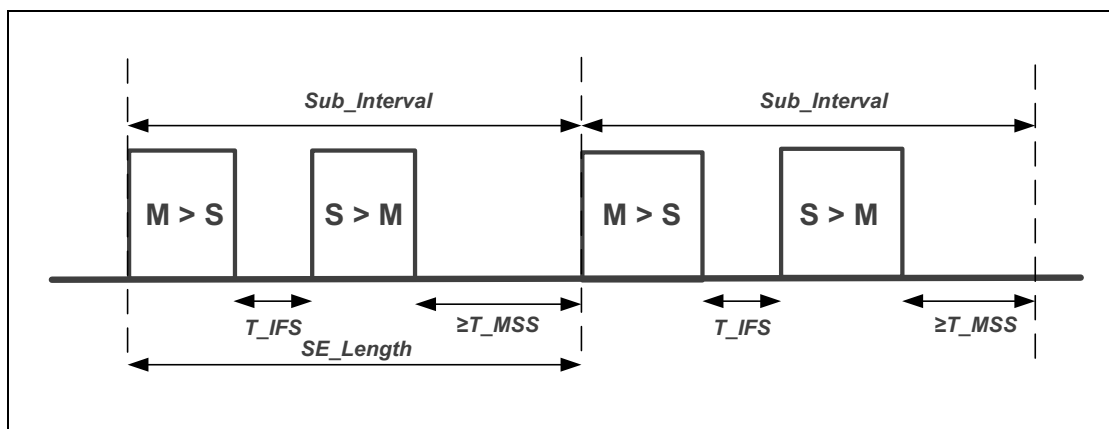 Sub_Interval Sub_Interval
M > S S > M M > S S > M
T_IFS ≥T_MSS T_IFS ≥T_MSS
SE_Length